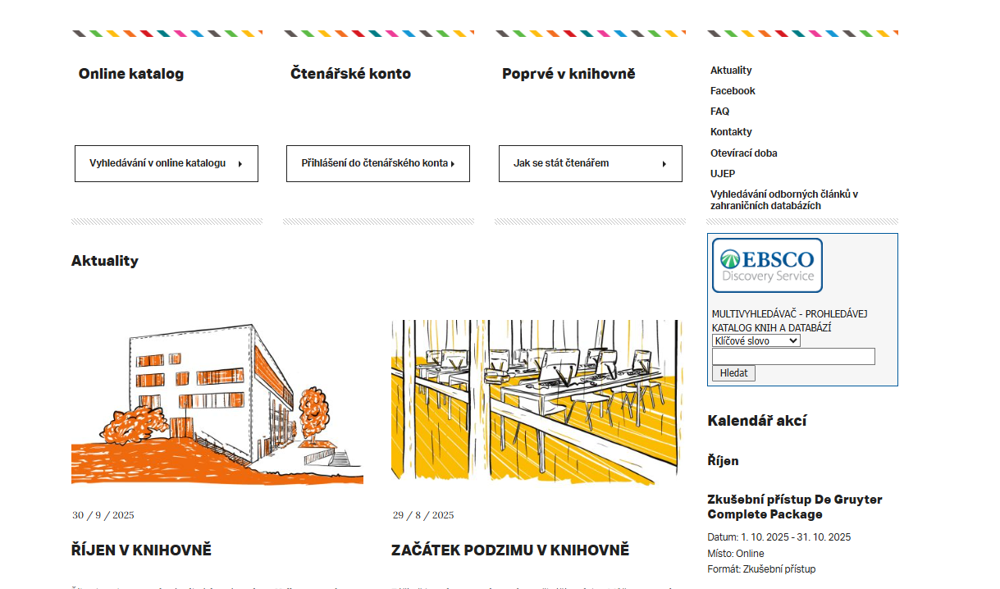 Online katalog
Vyhledávání v online katalogu
Čtenářské konto
Přihlášení do čtenářského konta
Poprvé v knihovně
Jak se stát čtenářem
Aktuality
Facebook
FAQ
Kontakty
Otevírací doba
UJEP
Vyhledávání odborných článků v
zahraničních databázích
Aktuality
30 / 9 / 2025
ŘÍJEN V KNIHOVNĚ
29 / 8 / 2025
ZAČÁTEK PODZIMU V KNIHOVNĚ
EBSCO
Discovery Service
MULTIVYHLEDÁVAČ - PROHLEDÁVEJ
KATALOG KNIH A DATABÁZÍ
Klíčové slovo
Hledat
Kalendář akcí
Říjen
Zkušební přístup De Gruyter
Complete Package
Datum: 1. 10. 2025 - 31. 10. 2025
Místo: Online
Formát: Zkušební přístup